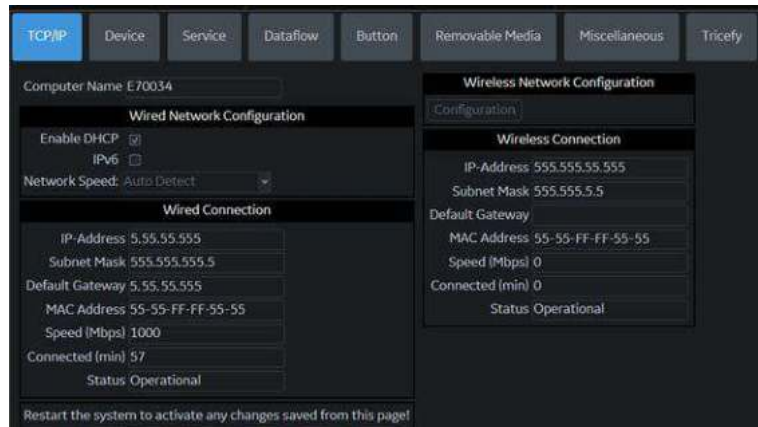 TCP/IP Device Service Dataflow Button Removable Media Miscellaneous Tricefy
Computer Name E70034
Wired Network Configuration
Enable DHCP
IPv6
Network Speed: Auto Detect
Wired Connection
IP-Address 5.55.55.555
Subnet Mask 555.555.555.5
Default Gateway 5.55.55.555
MAC Address 55-55-FF-FF-55-55
Speed (Mbps) 1000
Connected (min) 57
Status Operational
Restart the system to activate any changes saved from this page!
Wireless Network Configuration
Configuration
Wireless Connection
IP-Address 555.555.55.555
Subnet Mask 555.555.5.5
Default Gateway
MAC Address 55-55-FF-FF-55-55
Speed (Mbps) 0
Connected (min) 0
Status Operational